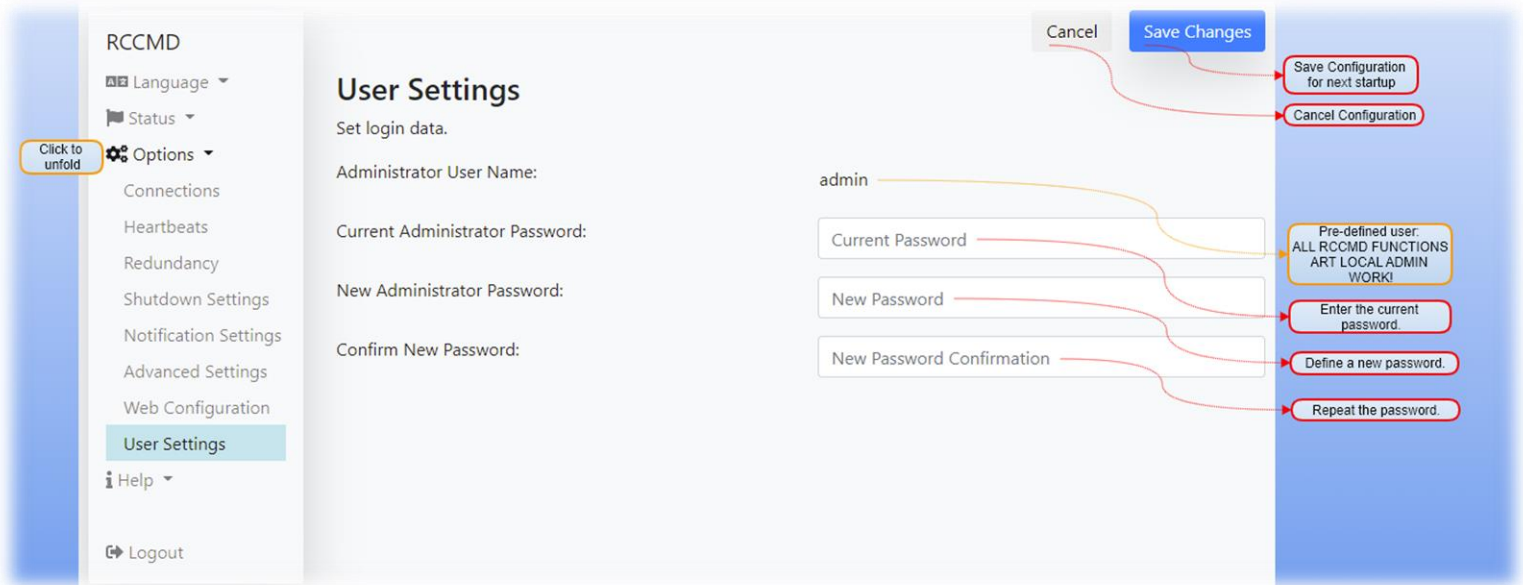 RCCMD
Language
Status
Click to
unfold
Options
Connections
Heartbeats
Redundancy
Shutdown Settings
Notification Settings
Advanced Settings
Web Configuration
User Settings
Help
Logout
Cancel
Save Changes
User Settings
Set login data.
Administrator User Name:
admin
Current Administrator Password:
Current Password
New Administrator Password:
New Password
Confirm New Password:
New Password Confirmation
Save Configuration
for next startup
Cancel Configuration
Pre-defined user:
ALL RCCMD FUNCTIONS
ART LOCAL ADMIN
WORK!
Enter the current
password.
Define a new password.
Repeat the password.